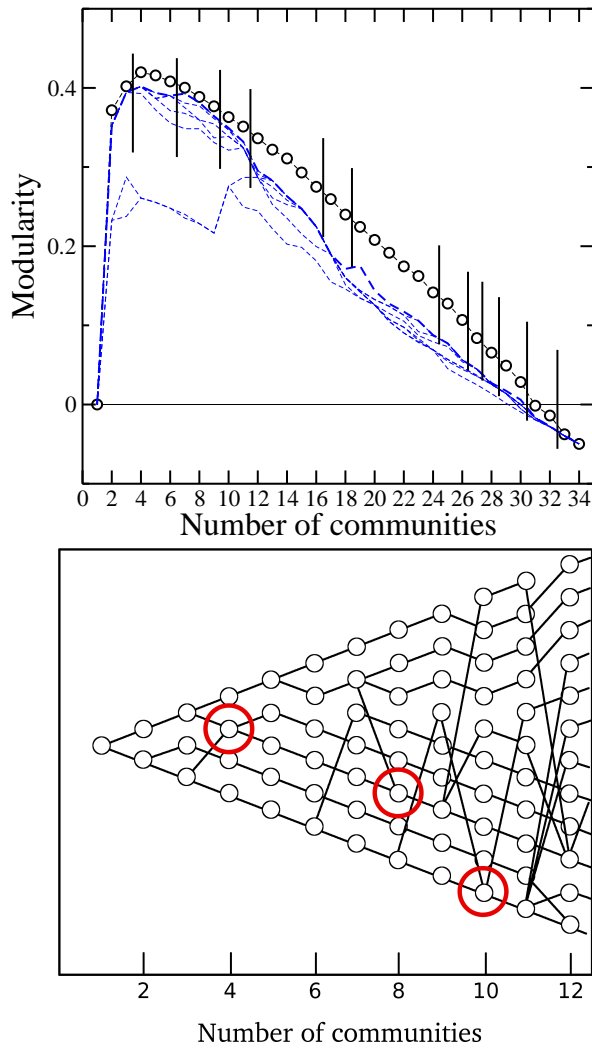 0.4
0.2
0
Modularity
0 2 4 6 8 10 12 14 16 18 20 22 24 26 28 30 32 34
Number of communities
2 4 6 8 10 12
Number of communities